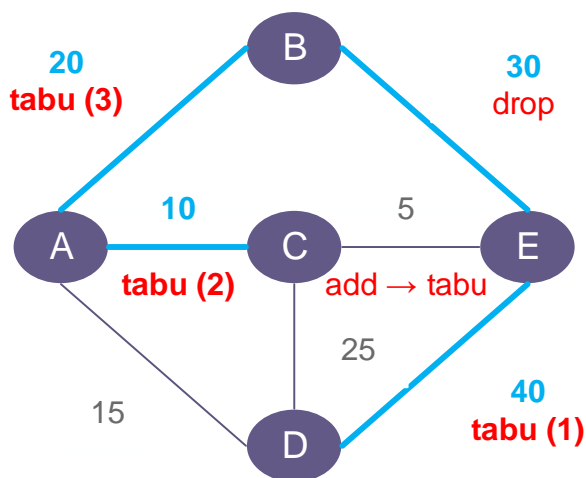 B
20
tabu (3)
30
drop
10
5
A
C
E
tabu (2)
add → tabu
25
15
40
tabu (1)
D